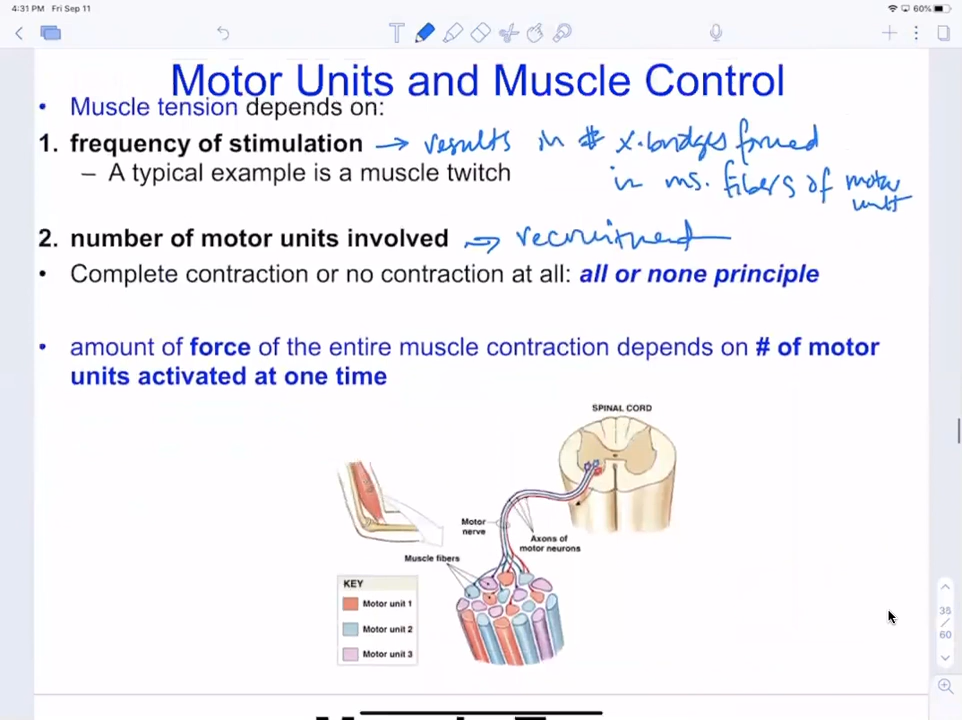 4:31 PM Fri Sep 11
60%
Motor Units and Muscle Control
• Muscle tension depends on:
1. frequency of stimulation → results in # x-bridges formed
– A typical example is a muscle twitch
in ms. fibers of motor
unit
2. number of motor units involved → recruitment
• Complete contraction or no contraction at all: all or none principle
• amount of force of the entire muscle contraction depends on # of motor
units activated at one time
SPINAL CORD
Motor
nerve
Axons of
motor neurons
Muscle fibers
KEY
Motor unit 1
Motor unit 2
Motor unit 3
35
/
60